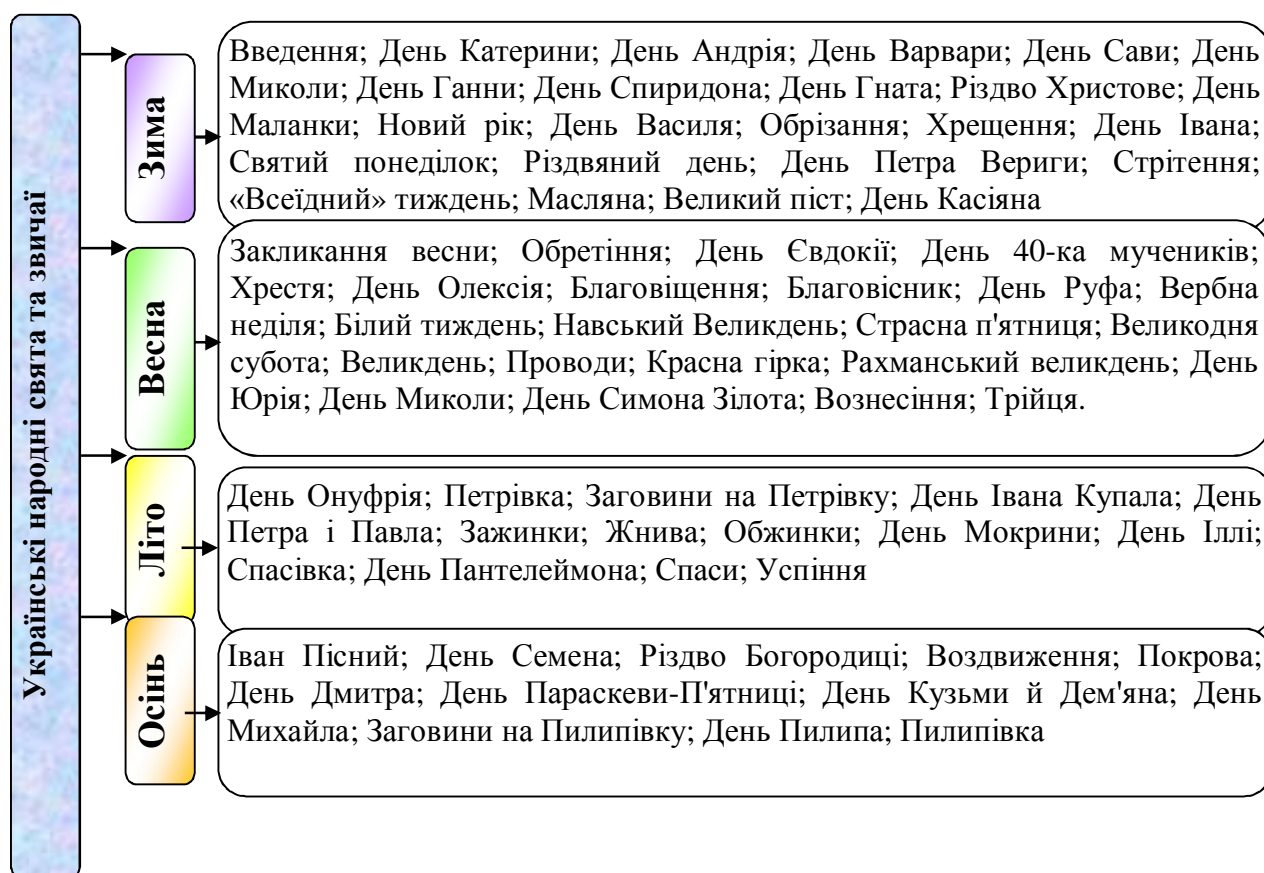 Українські народні свята та звичаї
Зима
Введення; День Катерини; День Андрія; День Варвари; День Сави; День
Миколи; День Ганни; День Спиридона; День Гната; Різдво Христове; День
Маланки; Новий рік; День Василя; Обрізання; Хрещення; День Івана;
Святий понеділок; Різдвяний день; День Петра Вериги; Стрітення;
«Всеїдний» тиждень; Масляна; Великий піст; День Касіяна
Весна
Закликання весни; Обретіння; День Євдокії; День 40-ка мучеників;
Хрестя; День Олексія; Благовіщення; Благовісник; День Руфа; Вербна
неділя; Білий тиждень; Навський Великдень; Страсна п'ятниця; Великодня
субота; Великдень; Проводи; Красна гірка; Рахманський великдень; День
Юрія; День Миколи; День Симона Зілота; Вознесіння; Трійця.
Літо
День Онуфрія; Петрівка; Заговини на Петрівку; День Івана Купала; День
Петра і Павла; Зажинки; Жнива; Обжинки; День Мокрини; День Іллі;
Спасівка; День Пантелеймона; Спаси; Успіння
Осінь
Іван Пісний; День Семена; Різдво Богородиці; Воздвиження; Покрова;
День Дмитра; День Параскеви-П'ятниці; День Кузьми й Дем'яна; День
Михайла; Заговини на Пилипівку; День Пилипа; Пилипівка